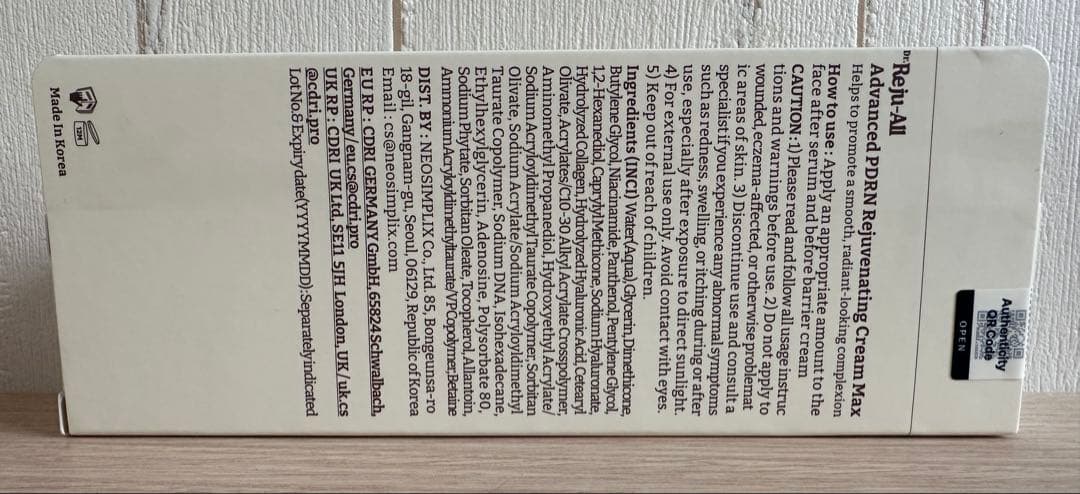 Authenticity
QR Code
OPEN
Dr. Reju-All
Advanced PDRN Rejuvenating Cream Max
Helps to promote a smooth, radiant-looking complexion
How to use : Apply an appropriate amount to the
face after serum and before barrier cream
CAUTION : 1) Please read and follow all usage instruc
tions and warnings before use. 2) Do not apply to
wounded, eczema-affected, or otherwise problemat
ic areas of skin. 3) Discontinue use and consult a
specialist if you experience any abnormal symptoms
such as redness, swelling, or itching during or after
use, especially after exposure to direct sunlight.
4) For external use only. Avoid contact with eyes.
5) Keep out of reach of children.
Ingredients (INCI) Water(Aqua), Glycerin, Dimethicone,
Butylene Glycol, Niacinamide, Panthenol, Pentylene Glycol,
1,2-Hexanediol, Caprylyl Methicone, Sodium Hyaluronate,
Hydrolyzed Collagen, Hydrolyzed Hyaluronic Acid, Cetearyl
Olivate, Acrylates/C10-30 Alkyl Acrylate Crosspolymer,
Aminomethyl Propanediol, Hydroxyethyl Acrylate/
Sodium Acryloyldimethyl Taurate Copolymer, Sorbitan
Olivate, Sodium Acrylate/Sodium Acryloyldimethyl
Taurate Copolymer, Sodium DNA, Isohexadecane,
Ethylhexylglycerin, Adenosine, Polysorbate 80,
Sodium Phytate, Sorbitan Oleate, Tocopherol, Allantoin,
Ammonium Acryloyldimethyltaurate/VP Copolymer, Betaine
DIST. BY : NEOSIMPLIX Co., Ltd. 85, Bongeunsa-ro
18-gil, Gangnam-gu, Seoul, 06129, Republic of Korea
Email : cs@neosimplix.com
EU RP : CDRI GERMANY GmbH, 65824 Schwalbach,
Germany / eu.cs@cdri.pro
UK RP : CDRI UK Ltd. SE11 5JH London, UK / uk.cs
@cdri.pro
Lot No & Expiry date(YYYYMMDD) : Separately indicated
12M
Made In Korea